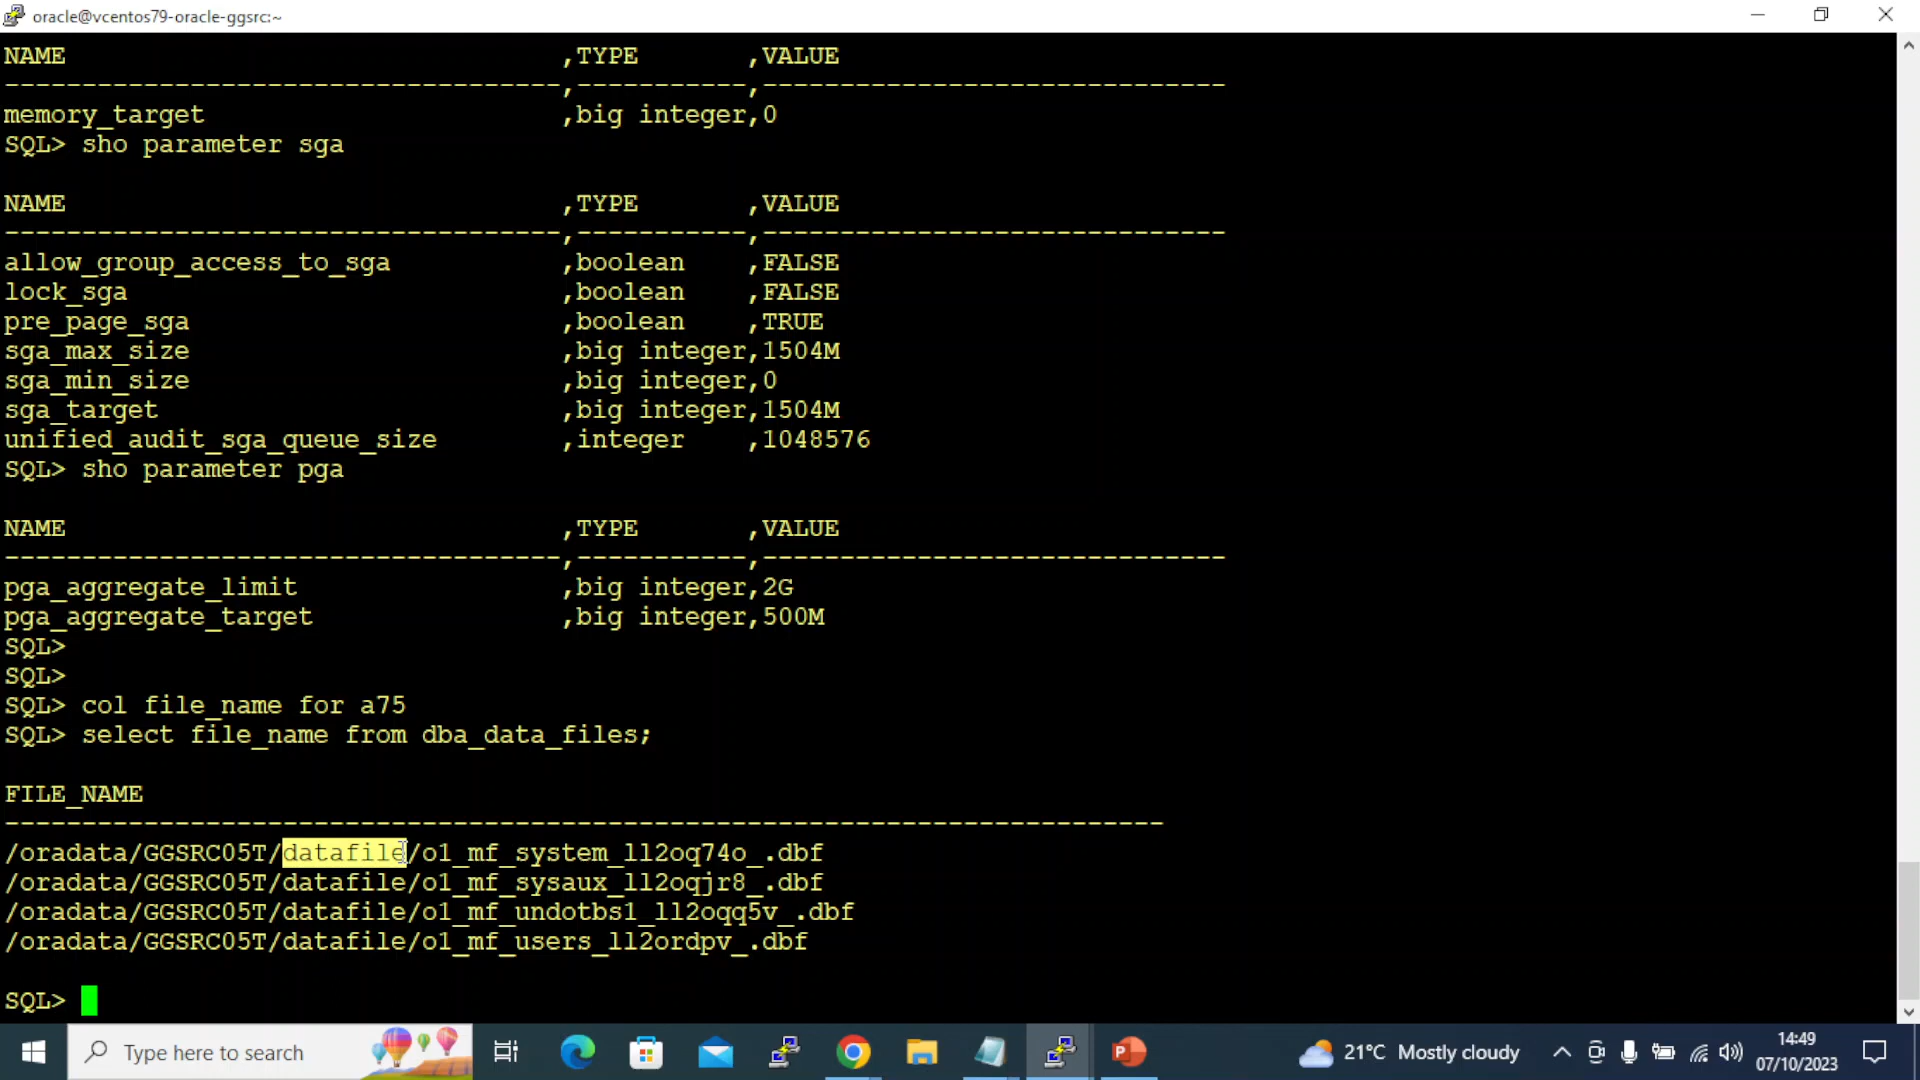 oracle@vcentos79-oracle-ggsrc:~
NAME ,TYPE ,VALUE
------------------------------------,-----------,------------------------------
memory_target ,big integer,0
SQL> sho parameter sga
NAME ,TYPE ,VALUE
------------------------------------,-----------,------------------------------
allow_group_access_to_sga ,boolean ,FALSE
lock_sga ,boolean ,FALSE
pre_page_sga ,boolean ,TRUE
sga_max_size ,big integer,1504M
sga_min_size ,big integer,0
sga_target ,big integer,1504M
unified_audit_sga_queue_size ,integer ,1048576
SQL> sho parameter pga
NAME ,TYPE ,VALUE
------------------------------------,-----------,------------------------------
pga_aggregate_limit ,big integer,2G
pga_aggregate_target ,big integer,500M
SQL>
SQL>
SQL> col file_name for a75
SQL> select file_name from dba_data_files;
FILE_NAME
---------------------------------------------------------------------------
/oradata/GGSRC05T/datafile/o1_mf_system_ll2oq74o_.dbf
/oradata/GGSRC05T/datafile/o1_mf_sysaux_ll2oqjr8_.dbf
/oradata/GGSRC05T/datafile/o1_mf_undotbs1_ll2oqq5v_.dbf
/oradata/GGSRC05T/datafile/o1_mf_users_ll2ordpv_.dbf
SQL>
Type here to search
21°C Mostly cloudy
14:49
07/10/2023